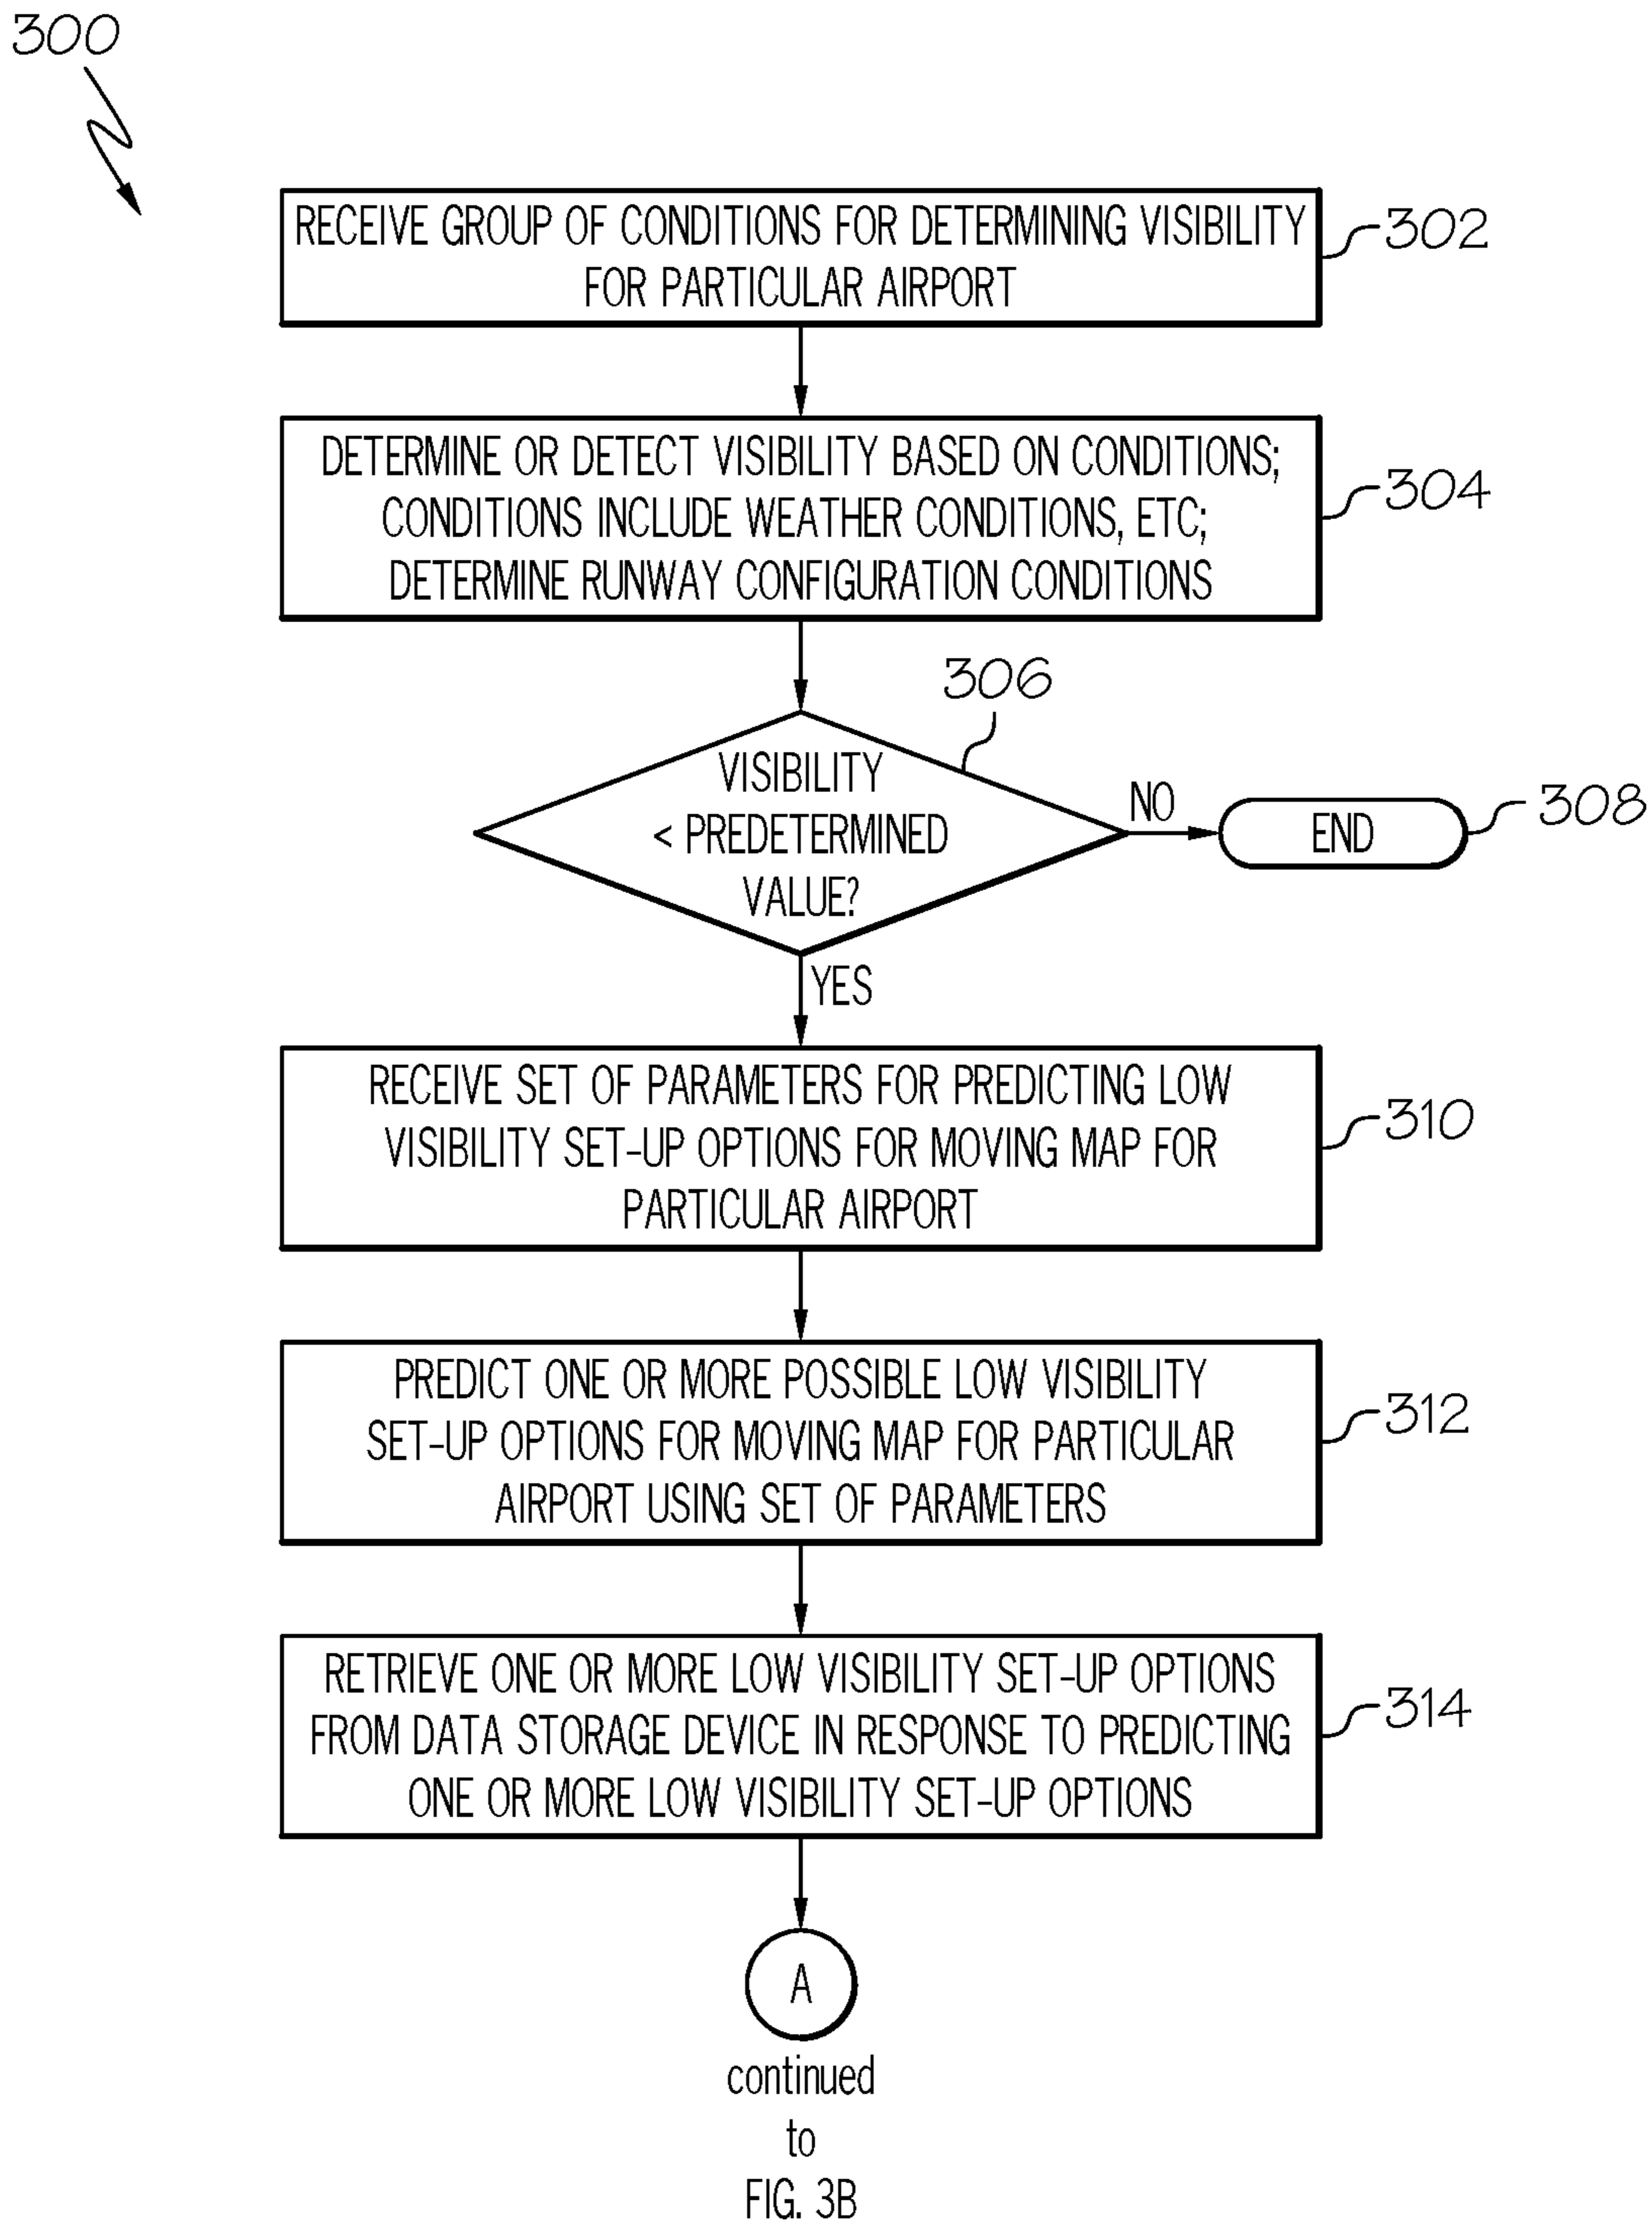 300
RECEIVE GROUP OF CONDITIONS FOR DETERMINING VISIBILITY
FOR PARTICULAR AIRPORT
302
DETERMINE OR DETECT VISIBILITY BASED ON CONDITIONS;
CONDITIONS INCLUDE WEATHER CONDITIONS, ETC;
DETERMINE RUNWAY CONFIGURATION CONDITIONS
304
306
VISIBILITY
< PREDETERMINED
VALUE?
NO
END
308
YES
RECEIVE SET OF PARAMETERS FOR PREDICTING LOW
VISIBILITY SET-UP OPTIONS FOR MOVING MAP FOR
PARTICULAR AIRPORT
310
PREDICT ONE OR MORE POSSIBLE LOW VISIBILITY
SET-UP OPTIONS FOR MOVING MAP FOR PARTICULAR
AIRPORT USING SET OF PARAMETERS
312
RETRIEVE ONE OR MORE LOW VISIBILITY SET-UP OPTIONS
FROM DATA STORAGE DEVICE IN RESPONSE TO PREDICTING
ONE OR MORE LOW VISIBILITY SET-UP OPTIONS
314
A
continued
to
FIG. 3B